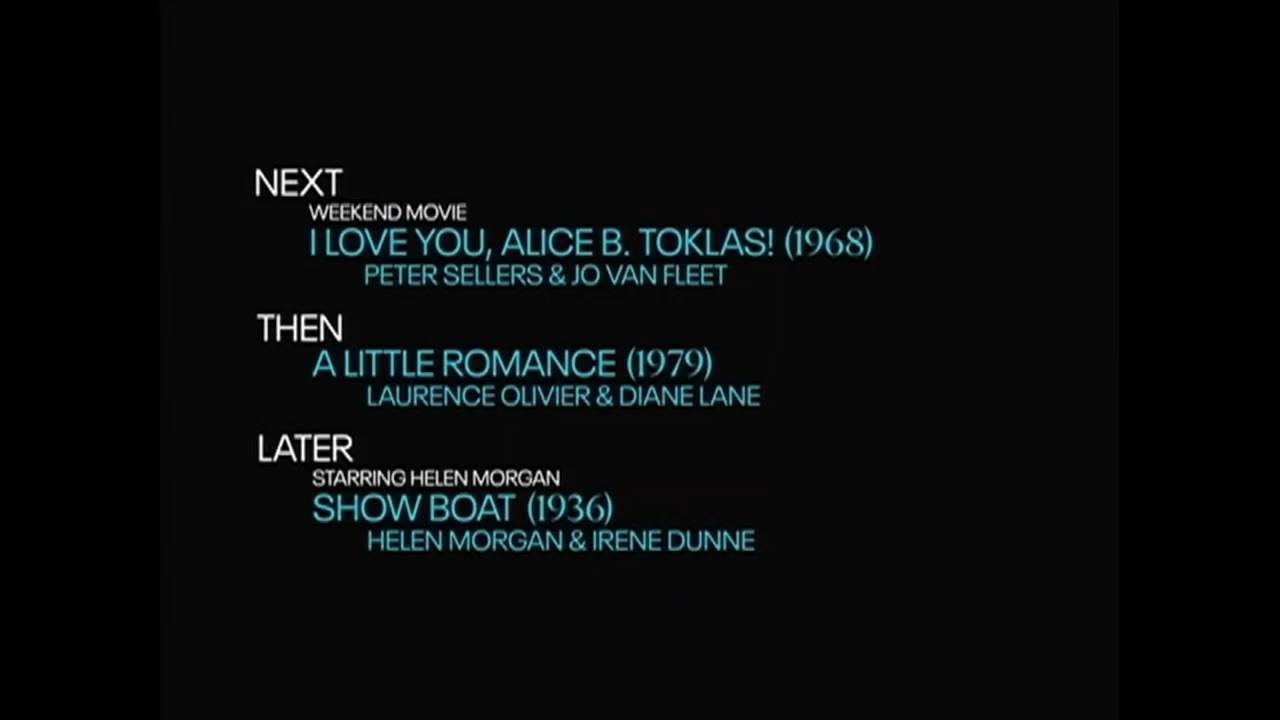 NEXT
WEEKEND MOVIE
I LOVE YOU, ALICE B. TOKLAS! (1968)
PETER SELLERS & JO VAN FLEET
THEN
A LITTLE ROMANCE (1979)
LAURENCE OLIVIER & DIANE LANE
LATER
STARRING HELEN MORGAN
SHOW BOAT (1936)
HELEN MORGAN & IRENE DUNNE